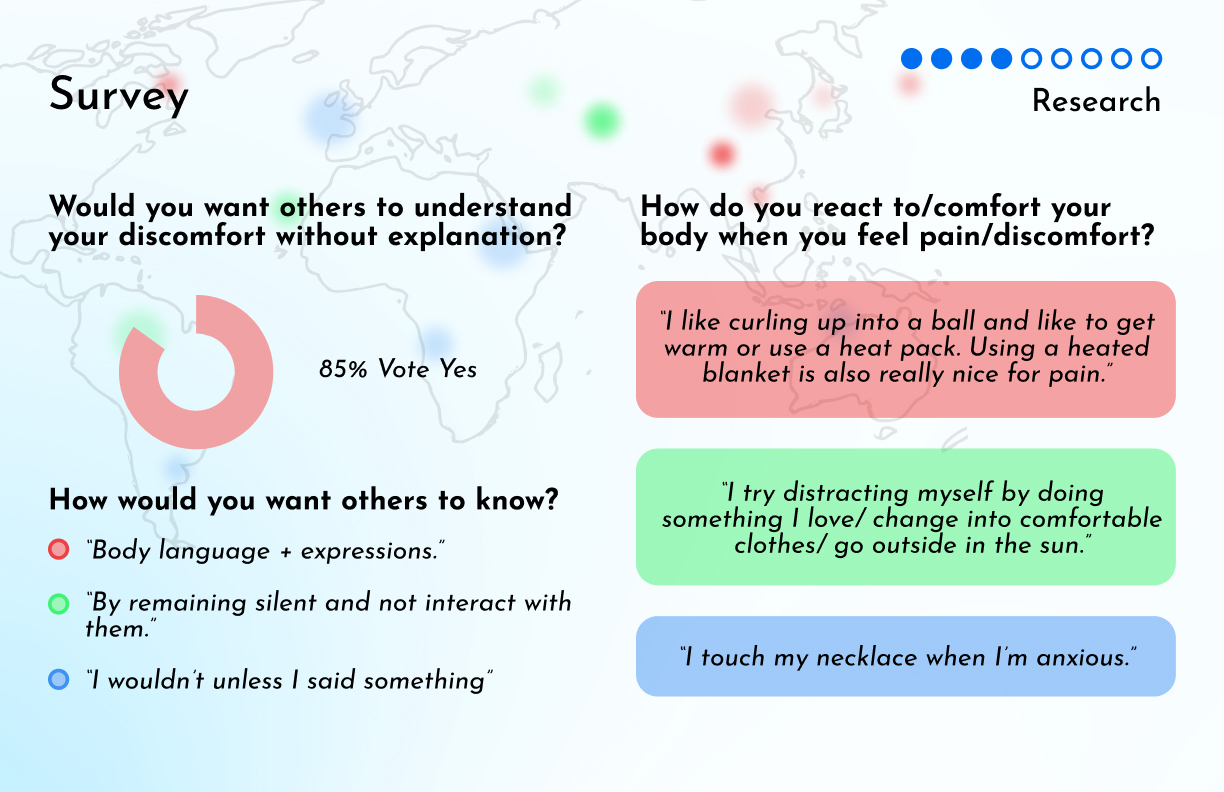 Survey
Research
Would you want others to understand
your discomfort without explanation?
85% Vote Yes
How would you want others to know?
“Body language + expressions.”
“By remaining silent and not interact with
them.”
“I wouldn’t unless I said something”
How do you react to/comfort your
body when you feel pain/discomfort?
“I like curling up into a ball and like to get
warm or use a heat pack. Using a heated
blanket is also really nice for pain.”
“I try distracting myself by doing
something I love/ change into comfortable
clothes/ go outside in the sun.”
“I touch my necklace when I’m anxious.”